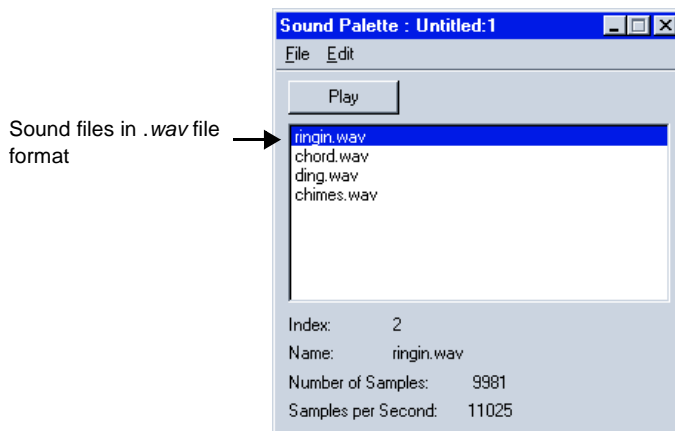 Sound Palette : Untitled:1
File Edit
Play
Sound files in .wav file
format
ringin.wav
chord.wav
ding.wav
chimes.wav
Index: 2
Name: ringin.wav
Number of Samples: 9981
Samples per Second: 11025